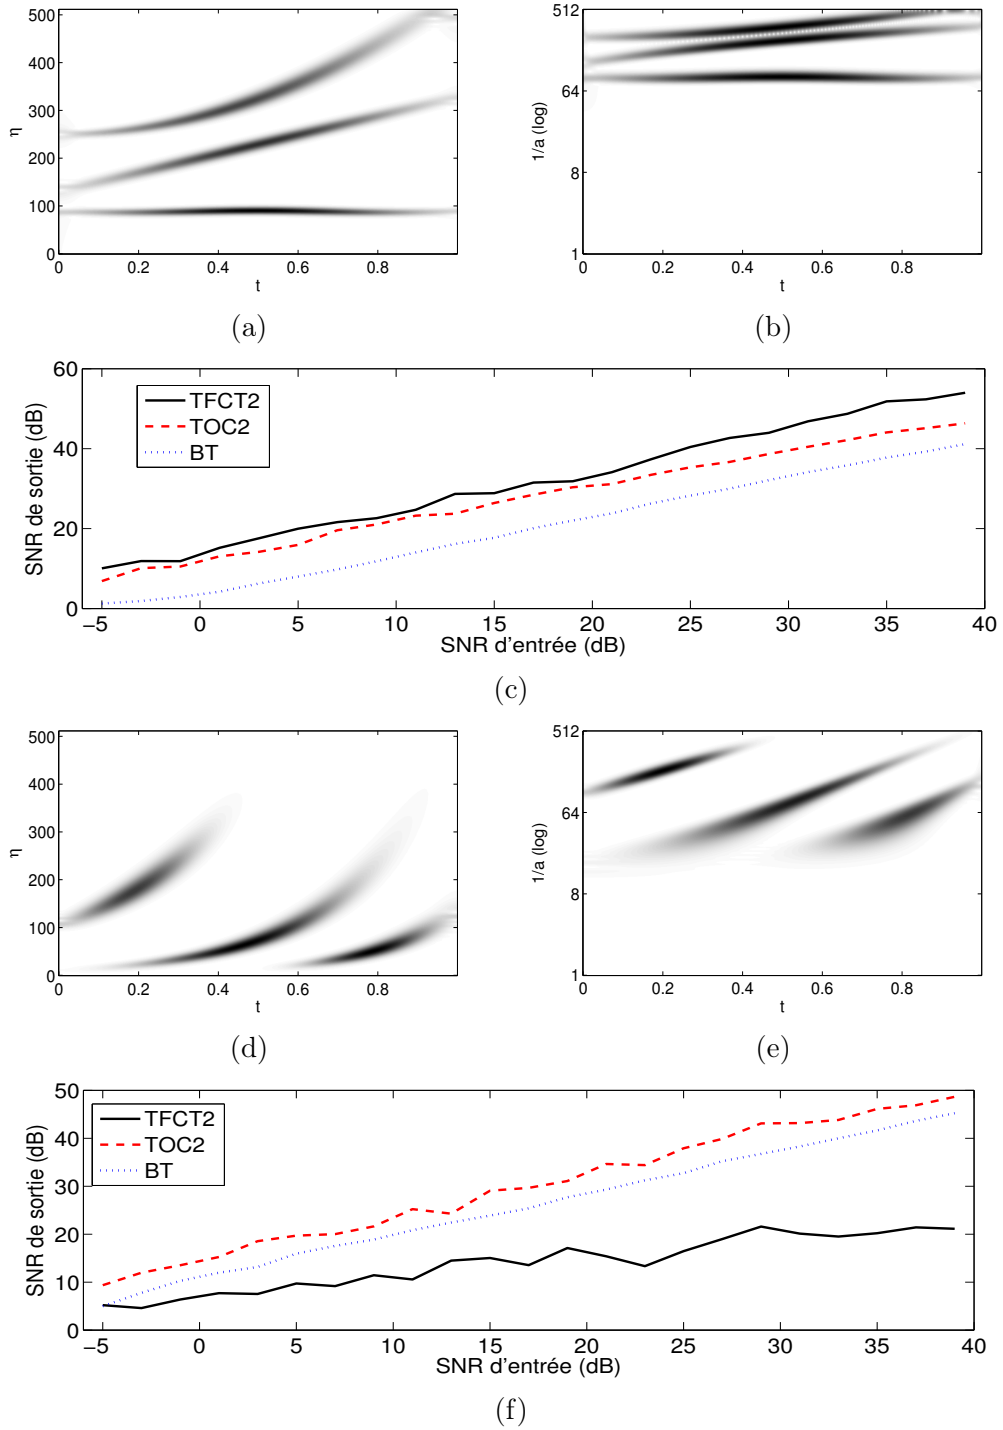 500
400
300
200
100
0
η
0
0.2
0.4
0.6
0.8
t
(a)
512
64
8
1
1/a (log)
0
0.2
0.4
0.6
0.8
t
(b)
60
40
20
0
SNR de sortie (dB)
TFCT2
TOC2
BT
−5
0
5
10
15
20
25
30
35
40
SNR d'entrée (dB)
(c)
500
400
300
200
100
0
η
0
0.2
0.4
0.6
0.8
t
(d)
512
64
8
1
1/a (log)
0
0.2
0.4
0.6
0.8
t
(e)
50
40
30
20
10
0
SNR de sortie (dB)
TFCT2
TOC2
BT
−5
0
5
10
15
20
25
30
35
40
SNR d'entrée (dB)
(f)